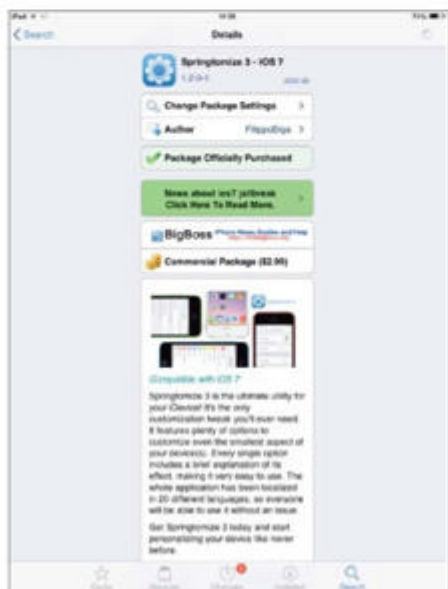 iPad
14:38
71%
Search
Details
Springtomize 3 - iOS 7
Change Package Settings
Author FilippoBiga
Package Officially Purchased
News about ios7 jailbreak
Click Here To Read More.
BigBoss
Commercial Package ($2.99)
Compatible with iOS 7
Springtomize 3 is the ultimate utility for
your iDevice! It's the only
customization tweak you'll ever need.
It features plenty of options to
customize even the smallest aspect of
your device(s). Every single option
includes a brief explanation of its
effect, making it very easy to use. The
whole application has been localized
in 20 different languages, so everyone
will be able to use it without an issue.
Get Springtomize 3 today and start
personalizing your device like never
before.
Changes
Search